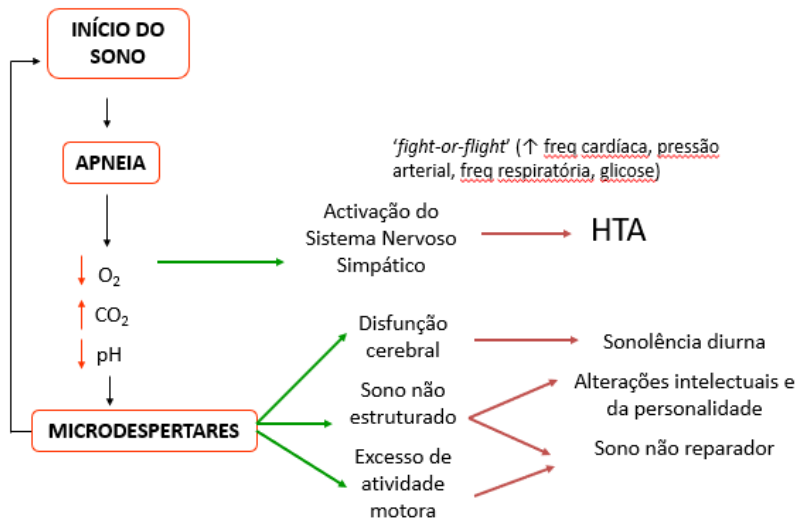 INÍCIO DO
SONO
APNEIA
↓ O₂
↑ CO₂
↓ pH
MICRODESPERTARES
'fight-or-flight' (↑ freq cardíaca, pressão
arterial, freq respiratória, glicose)
Activação do
Sistema Nervoso
Simpático
HTA
Disfunção
cerebral
Sonolência diurna
Sono não
estruturado
Alterações intelectuais e
da personalidade
Excesso de
atividade
motora
Sono não reparador